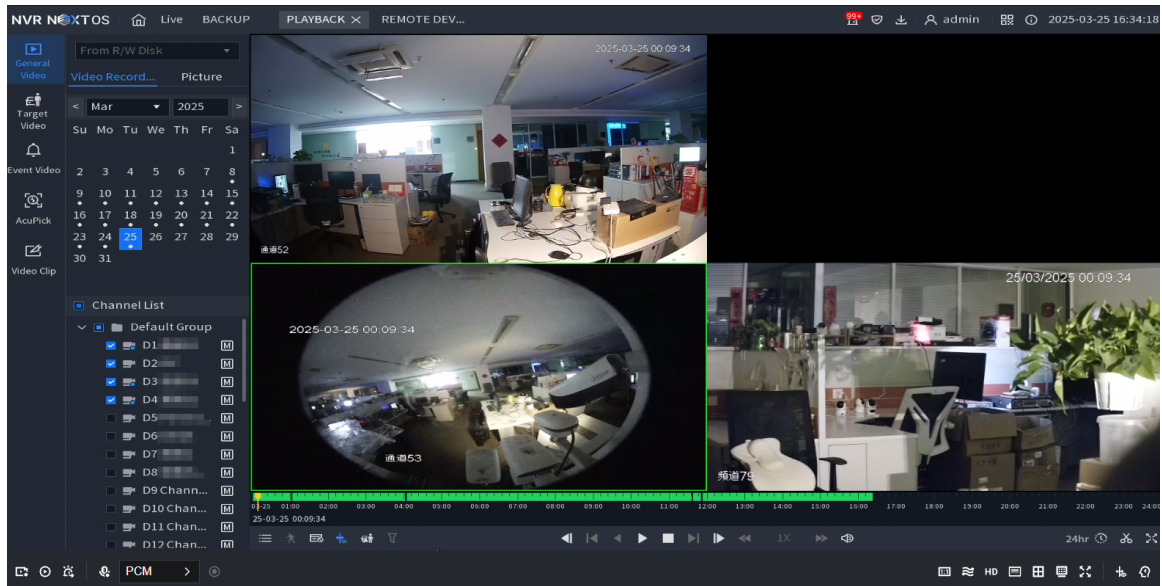 NVR NEXTOS Live BACKUP PLAYBACK REMOTE DEV... 99+ admin 2025-03-25 16:34:18
General Video
Target Video
Event Video
AcuPick
Video Clip
From R/W Disk
Video Record... Picture
< Mar 2025 >
Su Mo Tu We Th Fr Sa
1
2 3 4 5 6 7 8
9 10 11 12 13 14 15
16 17 18 19 20 21 22
23 24 25 26 27 28 29
30 31
Channel List
Default Group
D1 M
D2 M
D3 M
D4 M
D5 M
D6 M
D7 M
D8 M
D9 Chann... M
D10 Chan... M
D11 Chan... M
D12 Chan... M
2025-03-25 00:09:34
通道52
2025-03-25 00:09:34
通道53
25/03/2025 00:09:34
頻道79
03-25 01:00 02:00 03:00 04:00 05:00 06:00 07:00 08:00 09:00 10:00 11:00 12:00 13:00 14:00 15:00 16:00 17:00 18:00 19:00 20:00 21:00 22:00 23:00 24:00
25-03-25 00:09:34
1X
24hr
PCM >
1:1 HD